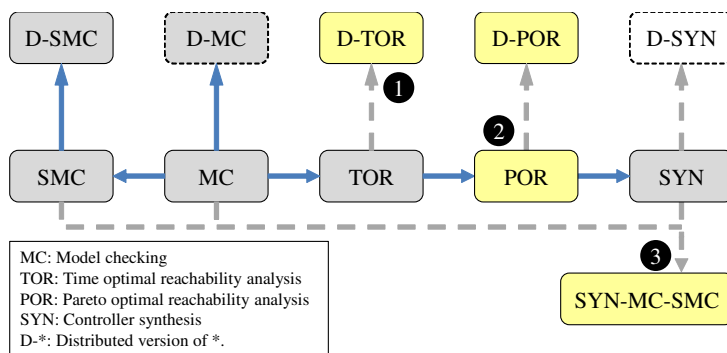 D-SMC
D-MC
D-TOR
D-POR
D-SYN
1
2
SMC
MC
TOR
POR
SYN
3
SYN-MC-SMC
MC: Model checking
TOR: Time optimal reachability analysis
POR: Pareto optimal reachability analysis
SYN: Controller synthesis
D-*: Distributed version of *.